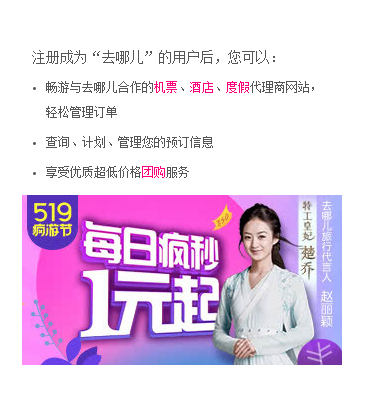 注册成为“去哪儿”的用户后，您可以：
畅游与去哪儿合作的机票、酒店、度假代理商网站，
轻松管理订单
查询、计划、管理您的预订信息
享受优质超低价格团购服务
519
疯游节
每日疯秒
1元起
特工皇妃 楚乔
去哪儿旅行代言人 赵丽颖